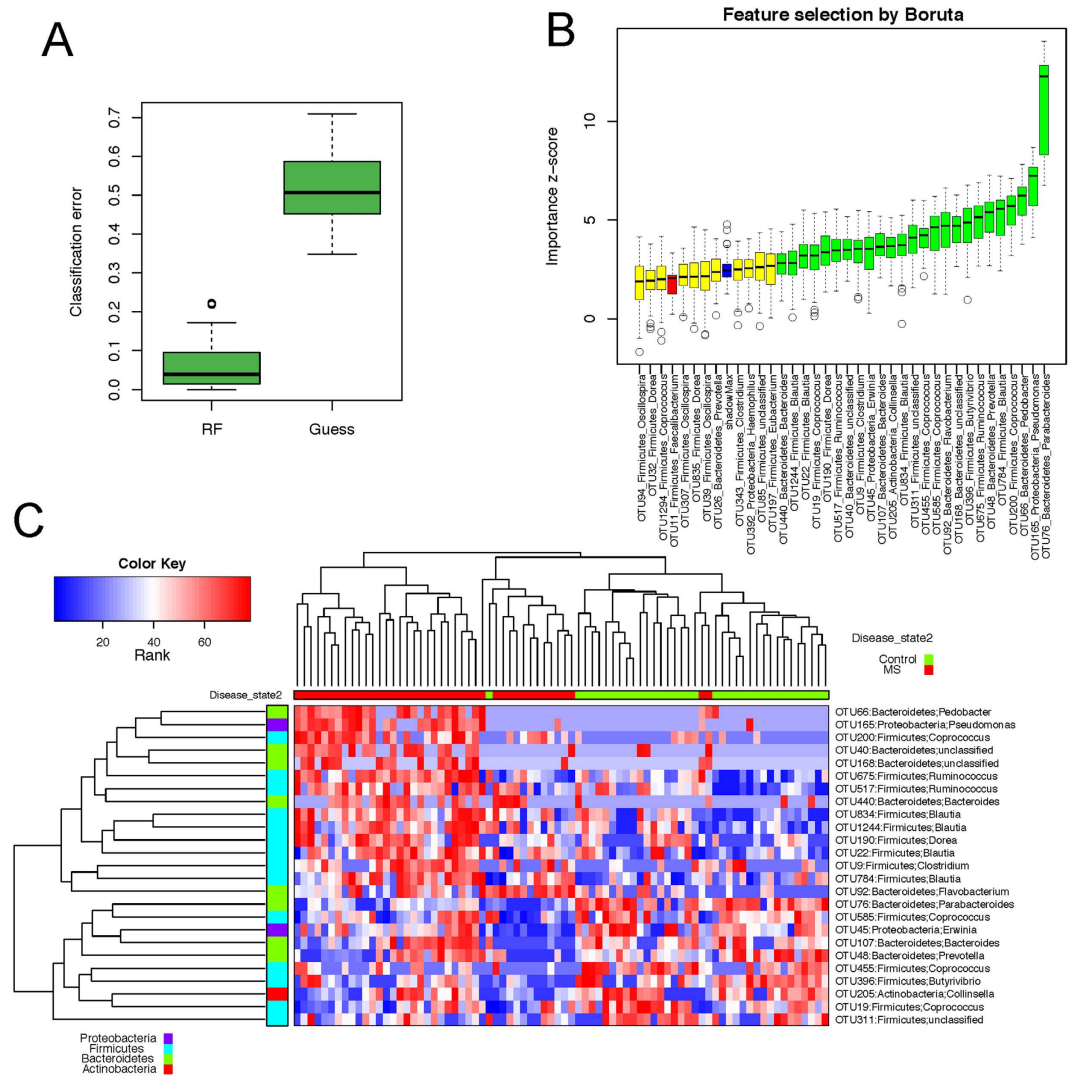 A
Classification error
0.0
0.1
0.2
0.3
0.4
0.5
0.6
0.7
RF
Guess
B
Feature selection by Boruta
Importance z-score
0
5
10
OTU94_Firmicutes_Oscillospira
OTU32_Firmicutes_Dorea
OTU1294_Firmicutes_Coprococcus
OTU11_Firmicutes_Faecalibacterium
OTU307_Firmicutes_Oscillospira
OTU835_Firmicutes_Dorea
OTU39_Firmicutes_Oscillospira
OTU26_Bacteroidetes_Prevotella
shadowMax
OTU343_Firmicutes_Clostridium
OTU392_Proteobacteria_Haemophilus
OTU85_Firmicutes_unclassified
OTU197_Firmicutes_Eubacterium
OTU440_Bacteroidetes_Bacteroides
OTU1244_Firmicutes_Blautia
OTU22_Firmicutes_Blautia
OTU19_Firmicutes_Coprococcus
OTU190_Firmicutes_Dorea
OTU517_Firmicutes_Ruminococcus
OTU40_Bacteroidetes_unclassified
OTU9_Firmicutes_Clostridium
OTU45_Proteobacteria_Erwinia
OTU107_Bacteroidetes_Bacteroides
OTU205_Actinobacteria_Collinsella
OTU834_Firmicutes_Blautia
OTU311_Firmicutes_unclassified
OTU455_Firmicutes_Coprococcus
OTU585_Firmicutes_Coprococcus
OTU92_Bacteroidetes_Flavobacterium
OTU168_Bacteroidetes_unclassified
OTU396_Firmicutes_Butyrivibrio
OTU675_Firmicutes_Ruminococcus
OTU48_Bacteroidetes_Prevotella
OTU784_Firmicutes_Blautia
OTU200_Firmicutes_Coprococcus
OTU66_Bacteroidetes_Pedobacter
OTU165_Proteobacteria_Pseudomonas
OTU76_Bacteroidetes_Parabacteroides
C
Color Key
20
40
60
Rank
Disease_state2
Control
MS
Disease_state2
OTU66:Bacteroidetes;Pedobacter
OTU165:Proteobacteria;Pseudomonas
OTU200:Firmicutes;Coprococcus
OTU40:Bacteroidetes;unclassified
OTU168:Bacteroidetes;unclassified
OTU675:Firmicutes;Ruminococcus
OTU517:Firmicutes;Ruminococcus
OTU440:Bacteroidetes;Bacteroides
OTU834:Firmicutes;Blautia
OTU1244:Firmicutes;Blautia
OTU190:Firmicutes;Dorea
OTU22:Firmicutes;Blautia
OTU9:Firmicutes;Clostridium
OTU784:Firmicutes;Blautia
OTU92:Bacteroidetes;Flavobacterium
OTU76:Bacteroidetes;Parabacteroides
OTU585:Firmicutes;Coprococcus
OTU45:Proteobacteria;Erwinia
OTU107:Bacteroidetes;Bacteroides
OTU48:Bacteroidetes;Prevotella
OTU455:Firmicutes;Coprococcus
OTU396:Firmicutes;Butyrivibrio
OTU205:Actinobacteria;Collinsella
OTU19:Firmicutes;Coprococcus
OTU311:Firmicutes;unclassified
Proteobacteria
Firmicutes
Bacteroidetes
Actinobacteria